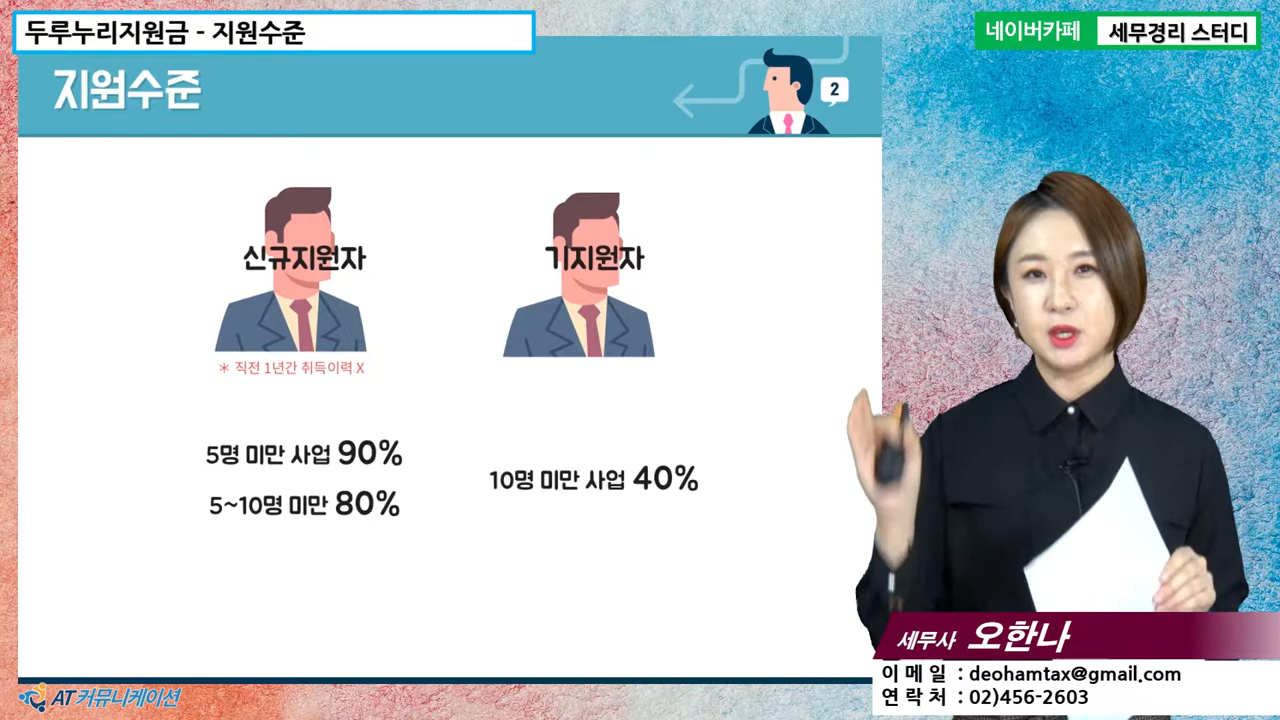 두루누리지원금 - 지원수준
네이버카페 세무경리 스터디
지원수준
2
신규지원자
기지원자
* 직전 1년간 취득이력 X
5명 미만 사업 90%
5~10명 미만 80%
10명 미만 사업 40%
세무사 오한나
이 메 일 : deohamtax@gmail.com
연 락 처 : 02)456-2603
AT커뮤니케이션